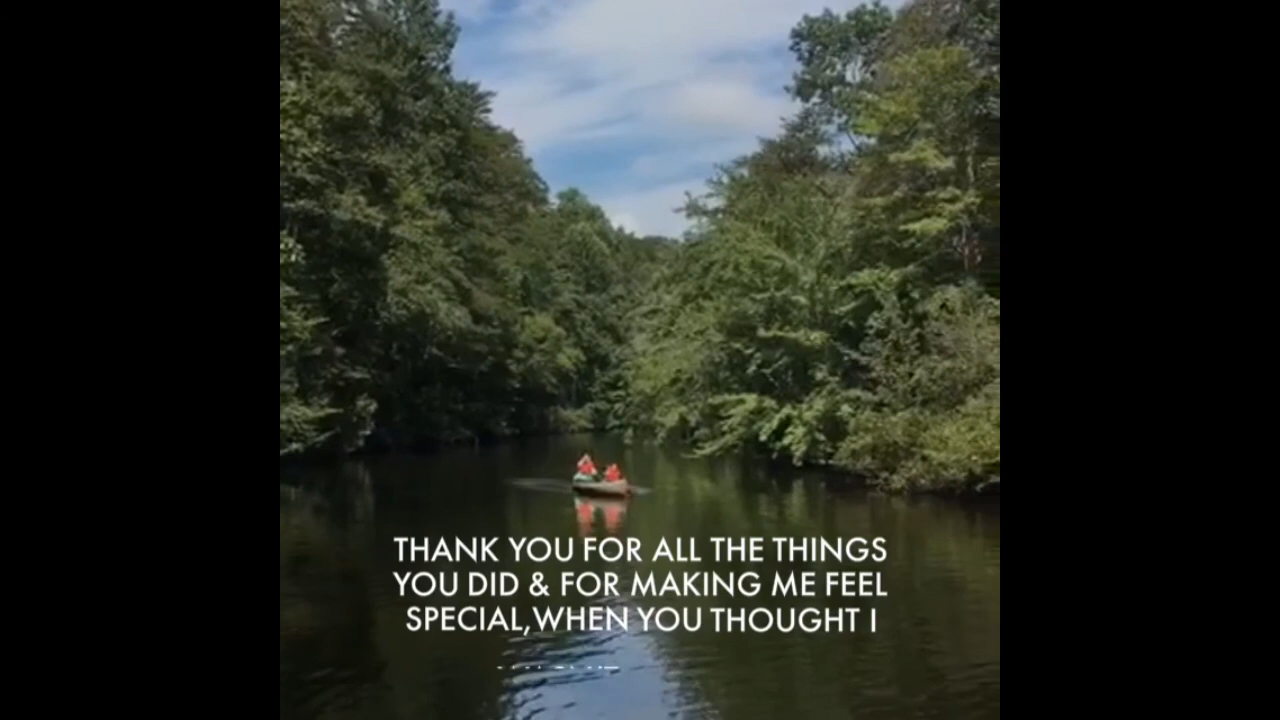 THANK YOU FOR ALL THE THINGS
YOU DID & FOR MAKING ME FEEL
SPECIAL,WHEN YOU THOUGHT I